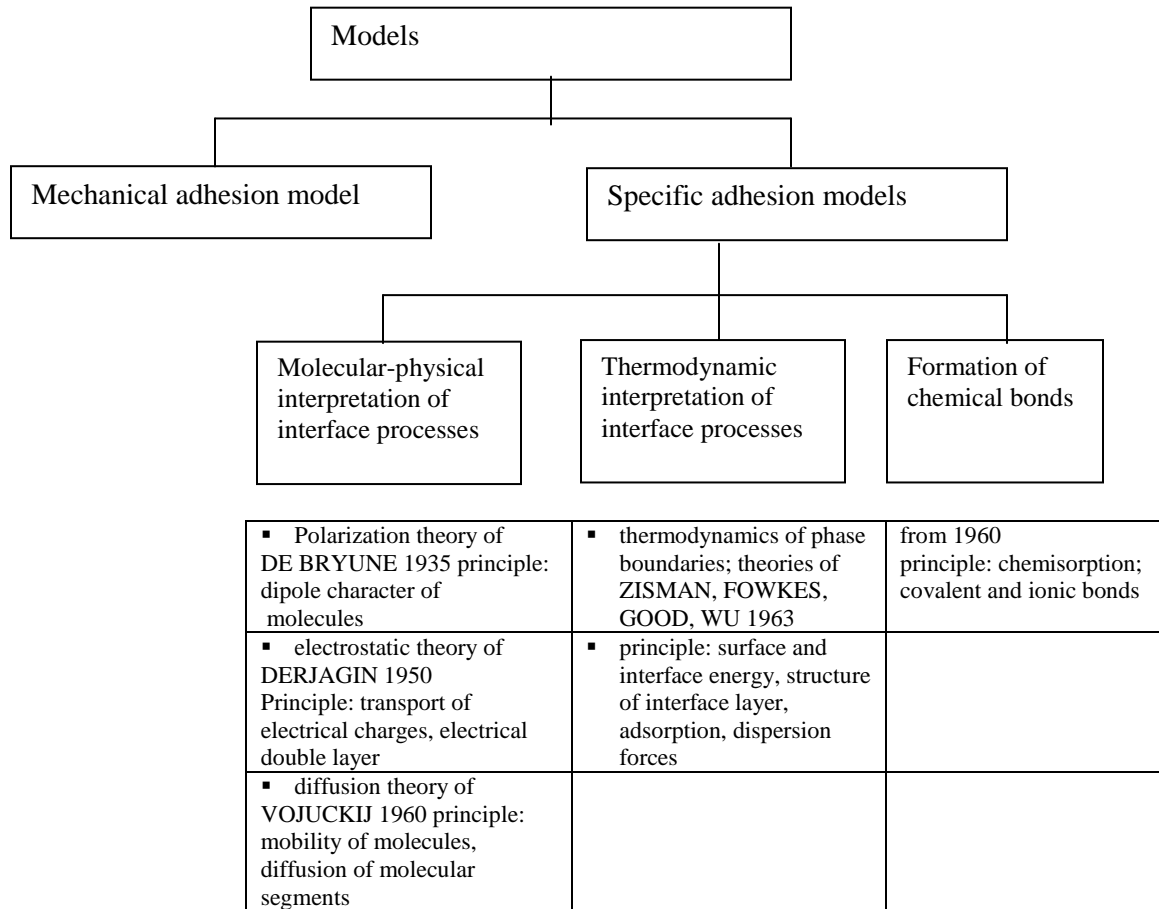 Models
Mechanical adhesion model
Specific adhesion models
Molecular-physical
interpretation of
interface processes
Thermodynamic
interpretation of
interface processes
Formation of
chemical bonds
▪ Polarization theory of
DE BRYUNE 1935 principle:
dipole character of
molecules
▪ thermodynamics of phase
boundaries; theories of
ZISMAN, FOWKES,
GOOD, WU 1963
from 1960
principle: chemisorption;
covalent and ionic bonds
▪ electrostatic theory of
DERJAGIN 1950
Principle: transport of
electrical charges, electrical
double layer
▪ principle: surface and
interface energy, structure
of interface layer,
adsorption, dispersion
forces
▪ diffusion theory of
VOJUCKIJ 1960 principle:
mobility of molecules,
diffusion of molecular
segments